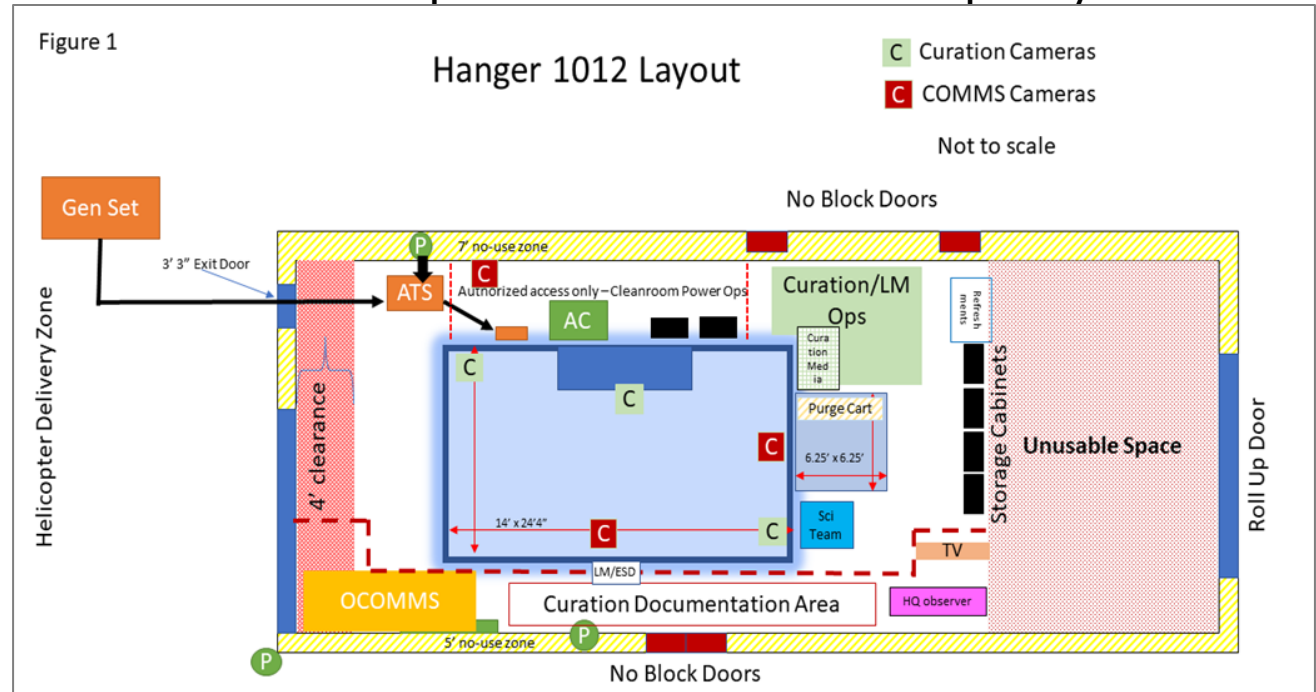 Figure 1
Hanger 1012 Layout
C Curation Cameras
C COMMS Cameras
Not to scale
No Block Doors
Gen Set
3' 3" Exit Door
P
7' no-use zone
C
ATS
Authorized access only – Cleanroom Power Ops
AC
Curation/LM
Ops
Refresh
ments
Cura
tion
Med
ia
C
C
Purge Cart
C
6.25' x 6.25'
Helicopter Delivery Zone
4' clearance
Storage Cabinets
Unusable Space
Roll Up Door
14' x 24'4"
C
C
Sci
Team
TV
LM/ESD
OCOMMS
Curation Documentation Area
HQ observer
5' no-use zone
P
P
No Block Doors